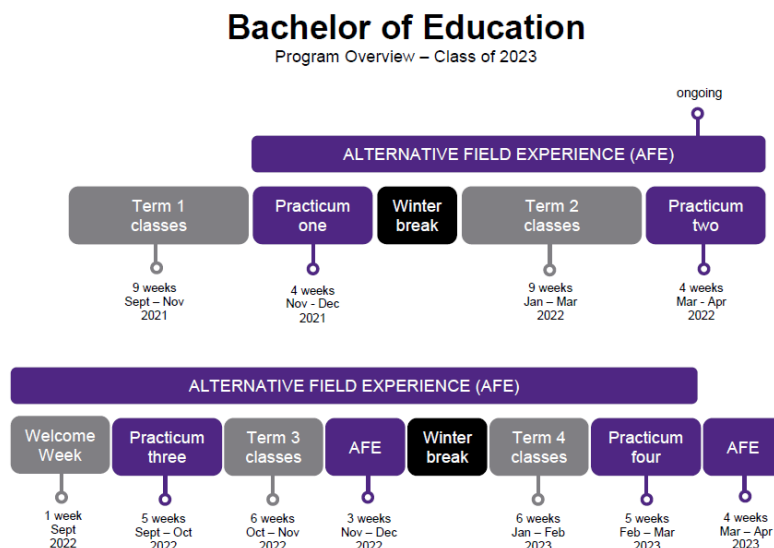 Bachelor of Education
Program Overview – Class of 2023
ongoing
ALTERNATIVE FIELD EXPERIENCE (AFE)
Term 1
classes
Practicum
one
Winter
break
Term 2
classes
Practicum
two
9 weeks
Sept – Nov
2021
4 weeks
Nov - Dec
2021
9 weeks
Jan – Mar
2022
4 weeks
Mar - Apr
2022
ALTERNATIVE FIELD EXPERIENCE (AFE)
Welcome
Week
Practicum
three
Term 3
classes
AFE
Winter
break
Term 4
classes
Practicum
four
AFE
1 week
Sept
2022
5 weeks
Sept – Oct
2022
6 weeks
Oct – Nov
2022
3 weeks
Nov – Dec
2022
6 weeks
Jan – Feb
2023
5 weeks
Feb – Mar
2023
4 weeks
Mar – Apr
2023